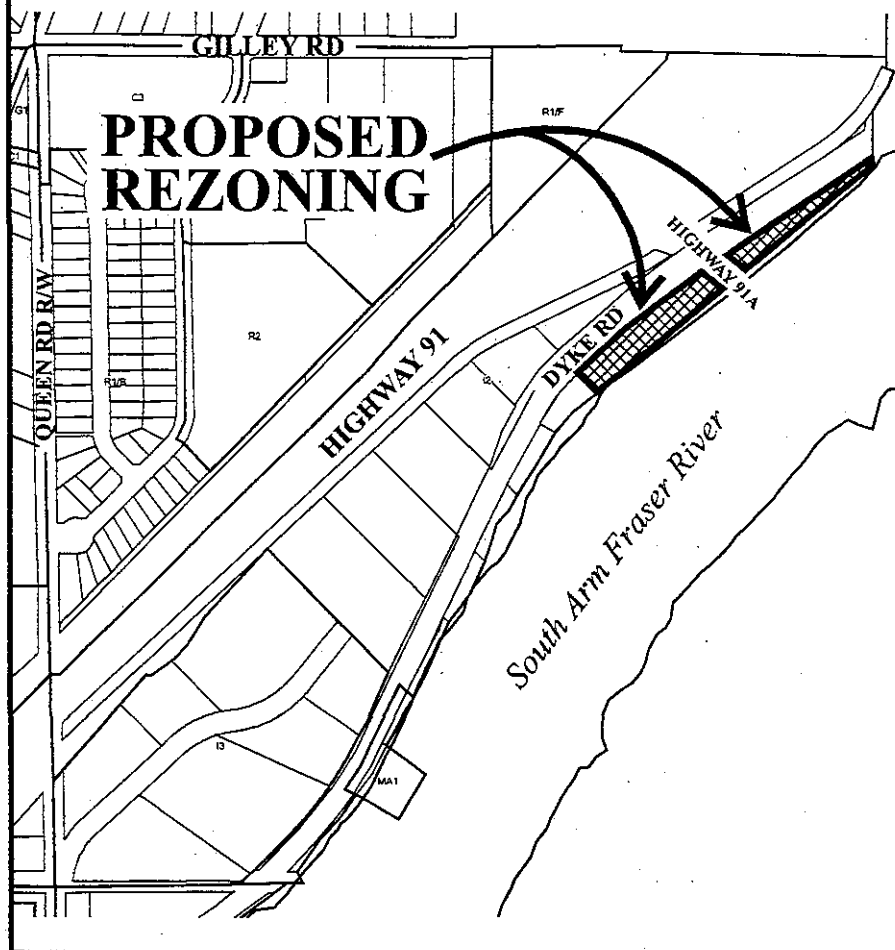 GILLEY RD
G1
C3
R1/F
PROPOSED
REZONING
HIGHWAY 91A
QUEEN RD R/W
R2
R1/B
HIGHWAY 91
DYKE RD
South Arm Fraser River
I3
MA1